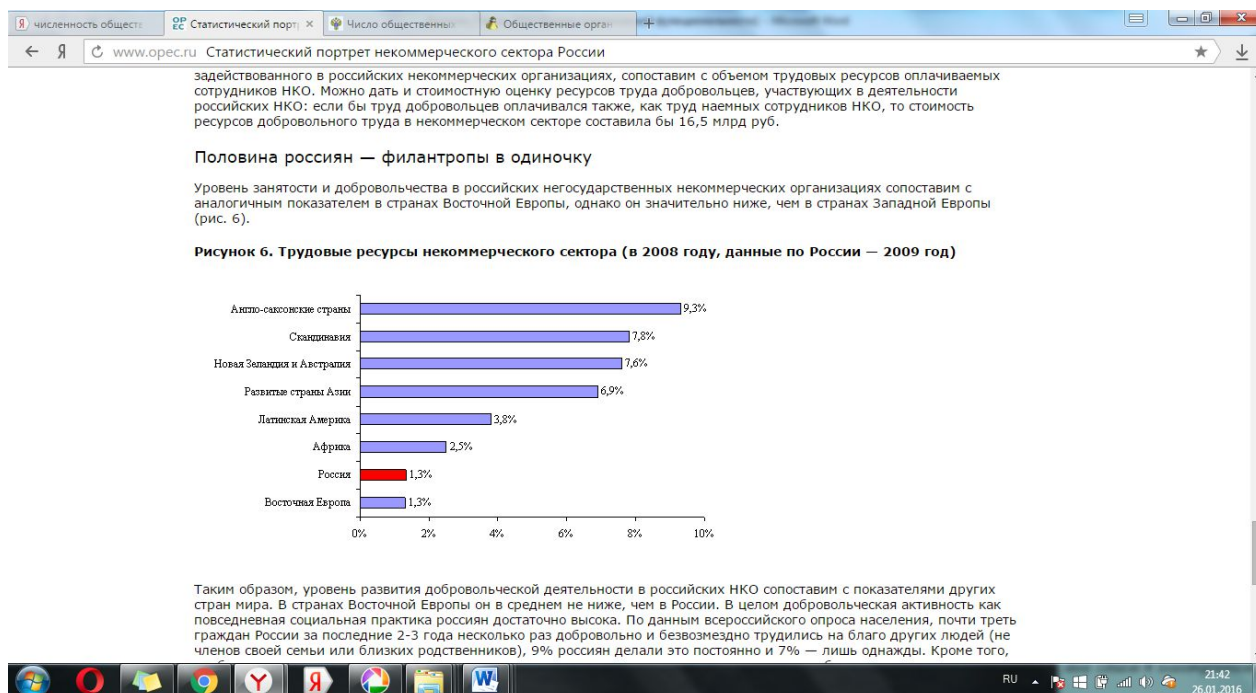 численность общест
Статистический порт
Число общественных
Общественные орган
www.opec.ru Статистический портрет некоммерческого сектора России
задействованного в российских некоммерческих организациях, сопоставим с объемом трудовых ресурсов оплачиваемых
сотрудников НКО. Можно дать и стоимостную оценку ресурсов труда добровольцев, участвующих в деятельности
российских НКО: если бы труд добровольцев оплачивался также, как труд наемных сотрудников НКО, то стоимость
ресурсов добровольного труда в некоммерческом секторе составила бы 16,5 млрд руб.
Половина россиян — филантропы в одиночку
Уровень занятости и добровольчества в российских негосударственных некоммерческих организациях сопоставим с
аналогичным показателем в странах Восточной Европы, однако он значительно ниже, чем в странах Западной Европы
(рис. 6).
Рисунок 6. Трудовые ресурсы некоммерческого сектора (в 2008 году, данные по России — 2009 год)
Англо-саксонские страны 9,3%
Скандинавия 7,8%
Новая Зеландия и Австралия 7,6%
Развитые страны Азии 6,9%
Латинская Америка 3,8%
Африка 2,5%
Россия 1,3%
Восточная Европа 1,3%
0% 2% 4% 6% 8% 10%
Таким образом, уровень развития добровольческой деятельности в российских НКО сопоставим с показателями других
стран мира. В странах Восточной Европы он в среднем не ниже, чем в России. В целом добровольческая активность как
повседневная социальная практика россиян достаточно высока. По данным всероссийского опроса населения, почти треть
граждан России за последние 2-3 года несколько раз добровольно и безвозмездно трудились на благо других людей (не
членов своей семьи или близких родственников), 9% россиян делали это постоянно и 7% — лишь однажды. Кроме того,
RU
21:42
26.01.2016